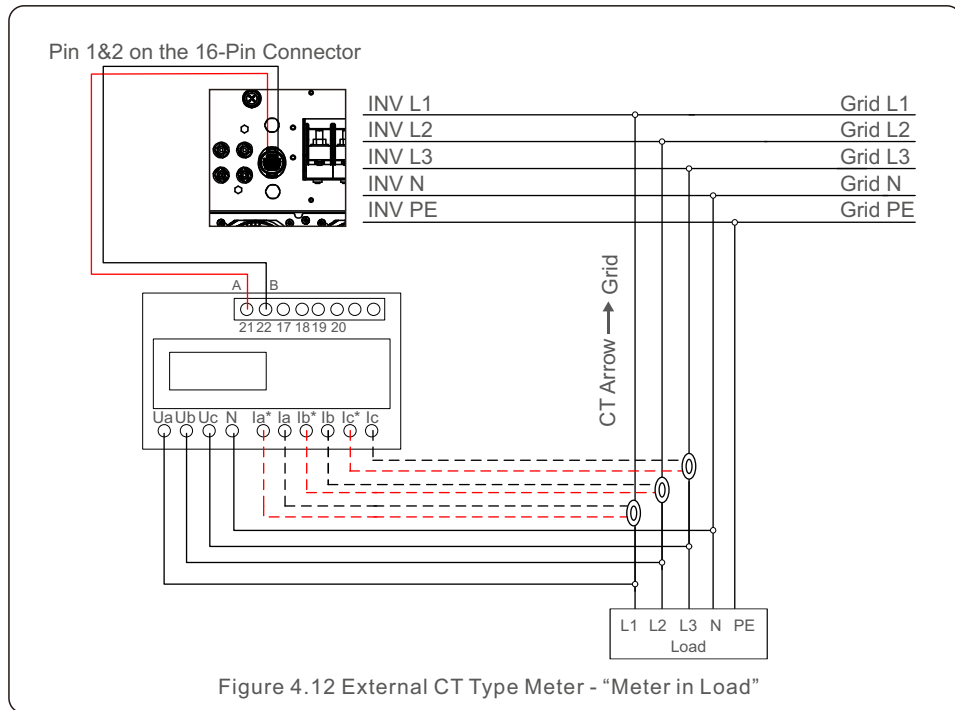 Pin 1&2 on the 16-Pin Connector
INV L1 Grid L1
INV L2 Grid L2
INV L3 Grid L3
INV N Grid N
INV PE Grid PE
CT Arrow Grid
A B
21 22 17 18 19 20
Ua Ub Uc N Ia* Ia Ib* Ib Ic* Ic
L1 L2 L3 N PE
Load
Figure 4.12 External CT Type Meter - “Meter in Load”